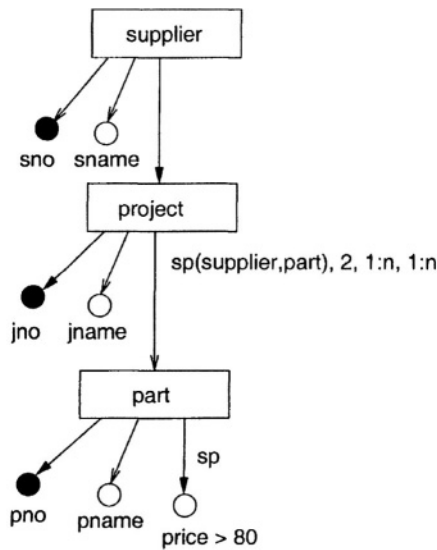 supplier
sno sname
project
sp(supplier,part), 2, 1:n, 1:n
jno jname
part
sp
pno pname
price > 80